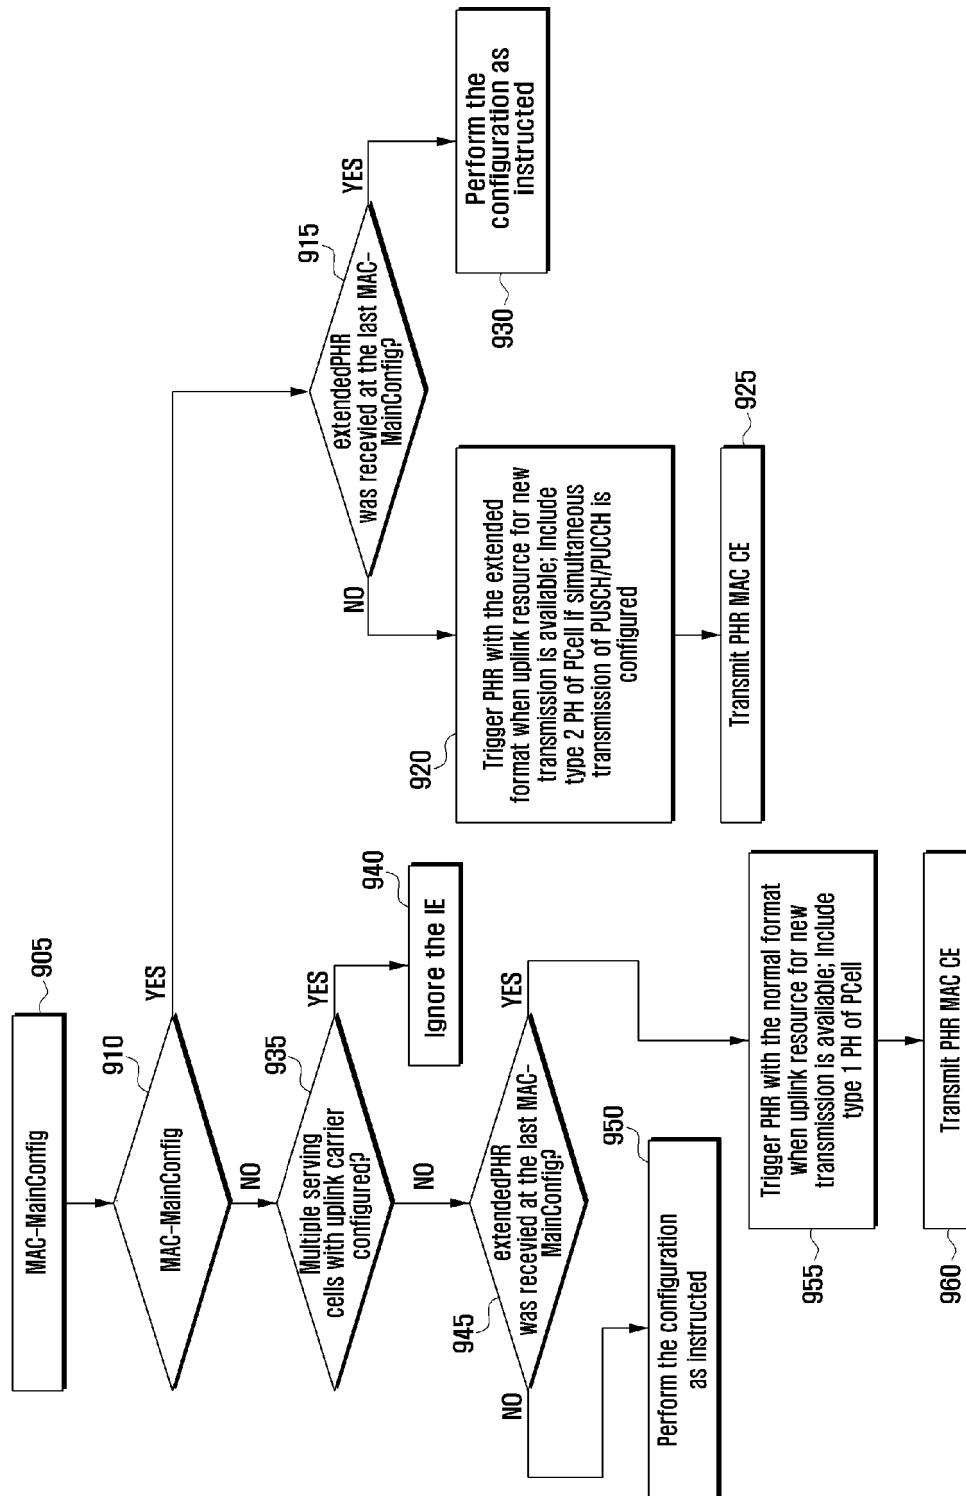 905
MAC-MainConfig
910
MAC-MainConfig
YES
NO
915
extendedPHR
was recevied at the last MAC-
MainConfig?
YES
NO
930
Perform the
configuration as
instructed
920
Trigger PHR with the extended
format when uplink resource for new
transmission is available; Include
type 2 PH of PCell if simultaneous
transmission of PUSCH/PUCCH is
configured
925
Transmit PHR MAC CE
935
Multiple serving
cells with uplink carrier
configured?
YES
NO
940
Ignore the IE
945
extendedPHR
was recevied at the last MAC-
MainConfig?
YES
NO
950
Perform the configuration
as instructed
955
Trigger PHR with the normal format
when uplink resource for new
transmission is available; Include
type 1 PH of PCell
960
Transmit PHR MAC CE